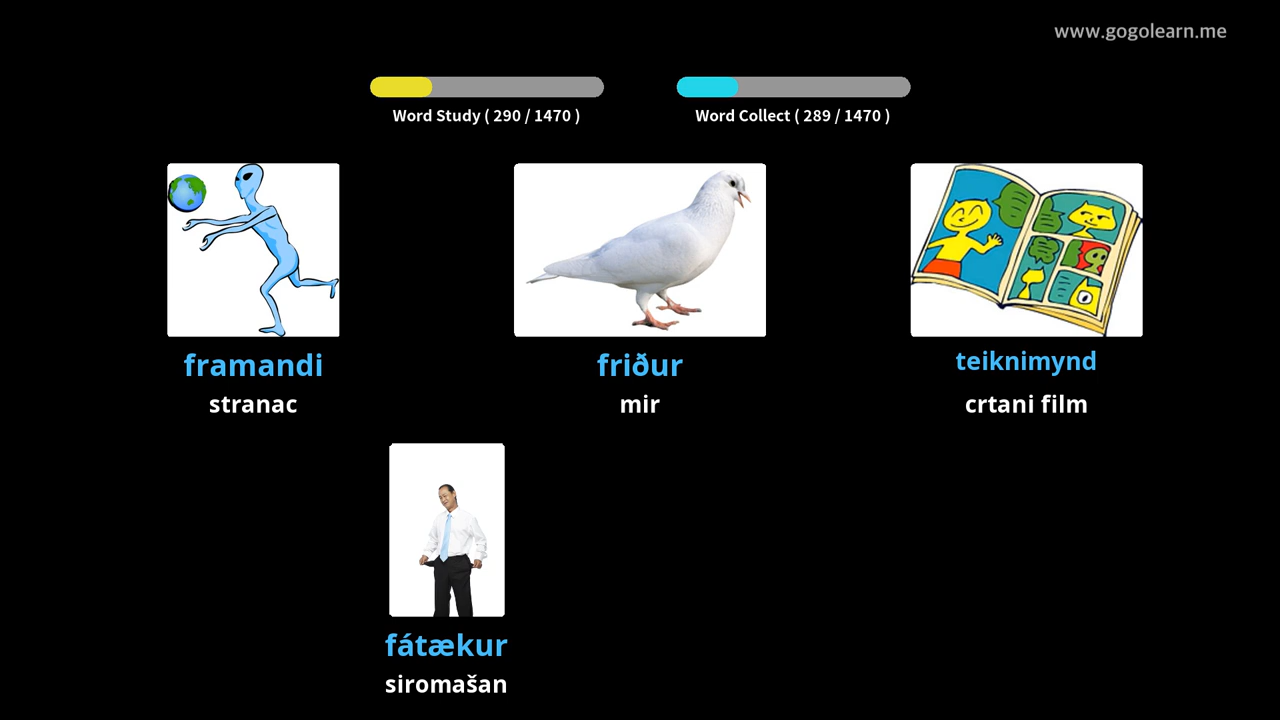 www.gogolearn.me
Word Study ( 290 / 1470 )
Word Collect ( 289 / 1470 )
framandi
stranac
friður
mir
teiknimynd
crtani film
fátækur
siromašan